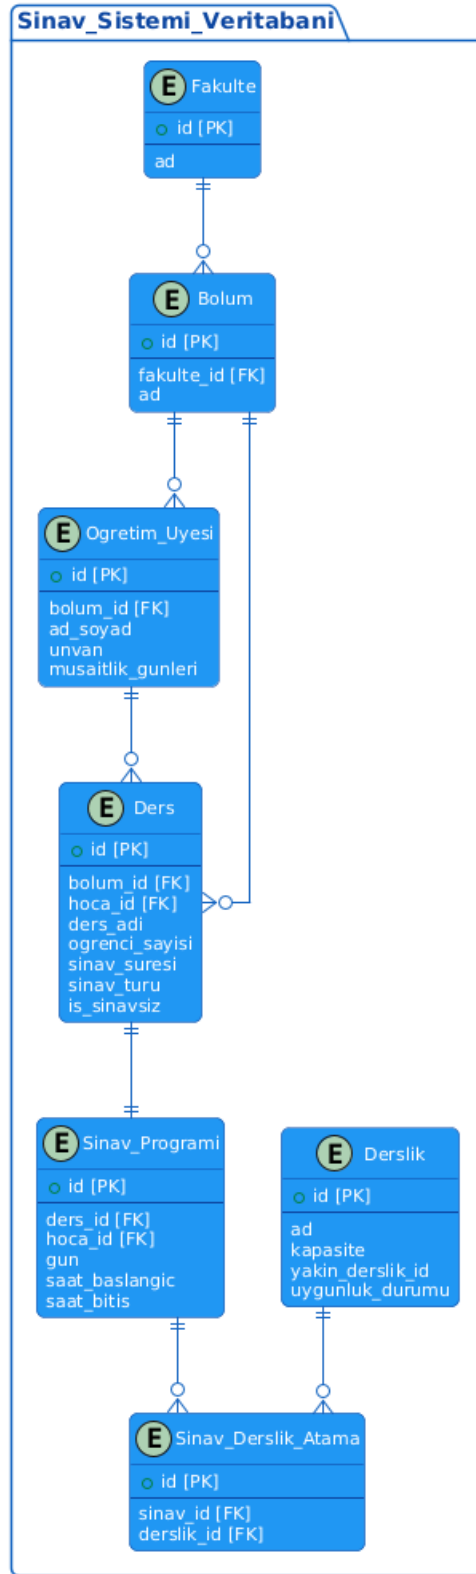 Sinav_Sistemi_Veritabani
E Fakulte
id [PK]
ad
E Bolum
id [PK]
fakulte_id [FK]
ad
E Ogretim_Uyesi
id [PK]
bolum_id [FK]
ad_soyad
unvan
musaitlik_gunleri
E Ders
id [PK]
bolum_id [FK]
hoca_id [FK]
ders_adi
ogrenci_sayisi
sinav_suresi
sinav_turu
is_sinavsiz
E Sinav_Programi
id [PK]
ders_id [FK]
hoca_id [FK]
gun
saat_baslangic
saat_bitis
E Derslik
id [PK]
ad
kapasite
yakin_derslik_id
uygunluk_durumu
E Sinav_Derslik_Atama
id [PK]
sinav_id [FK]
derslik_id [FK]